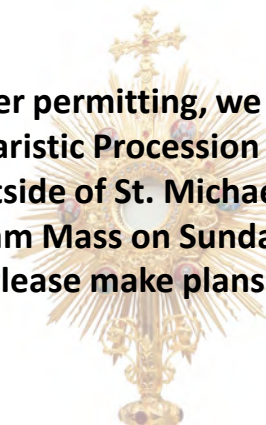 er permitting, we
aristic Procession
tside of St. Michae
am Mass on Sunda
lease make plans